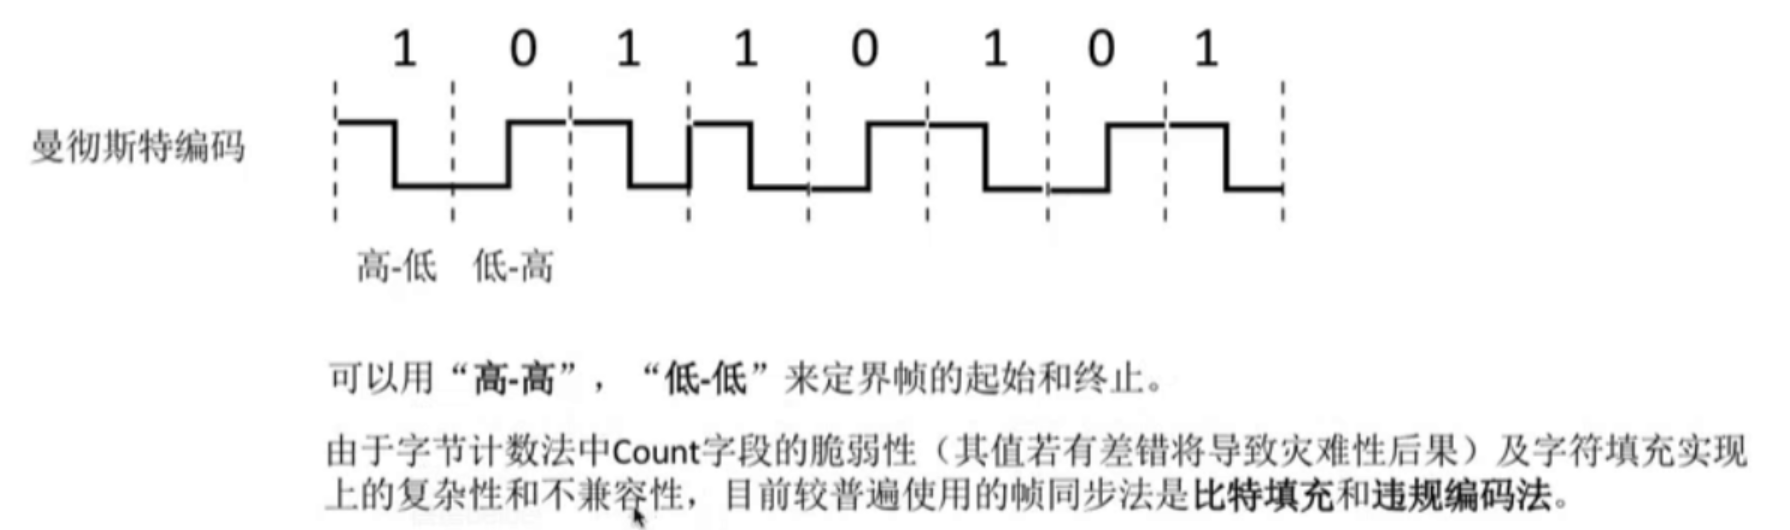 1 0 1 1 0 1 0 1
曼彻斯特编码
高-低 低-高
可以用“高-高”，“低-低”来定界帧的起始和终止。
由于字节计数法中Count字段的脆弱性（其值若有差错将导致灾难性后果）及字符填充实现
上的复杂性和不兼容性，目前较普遍使用的帧同步法是比特填充和违规编码法。